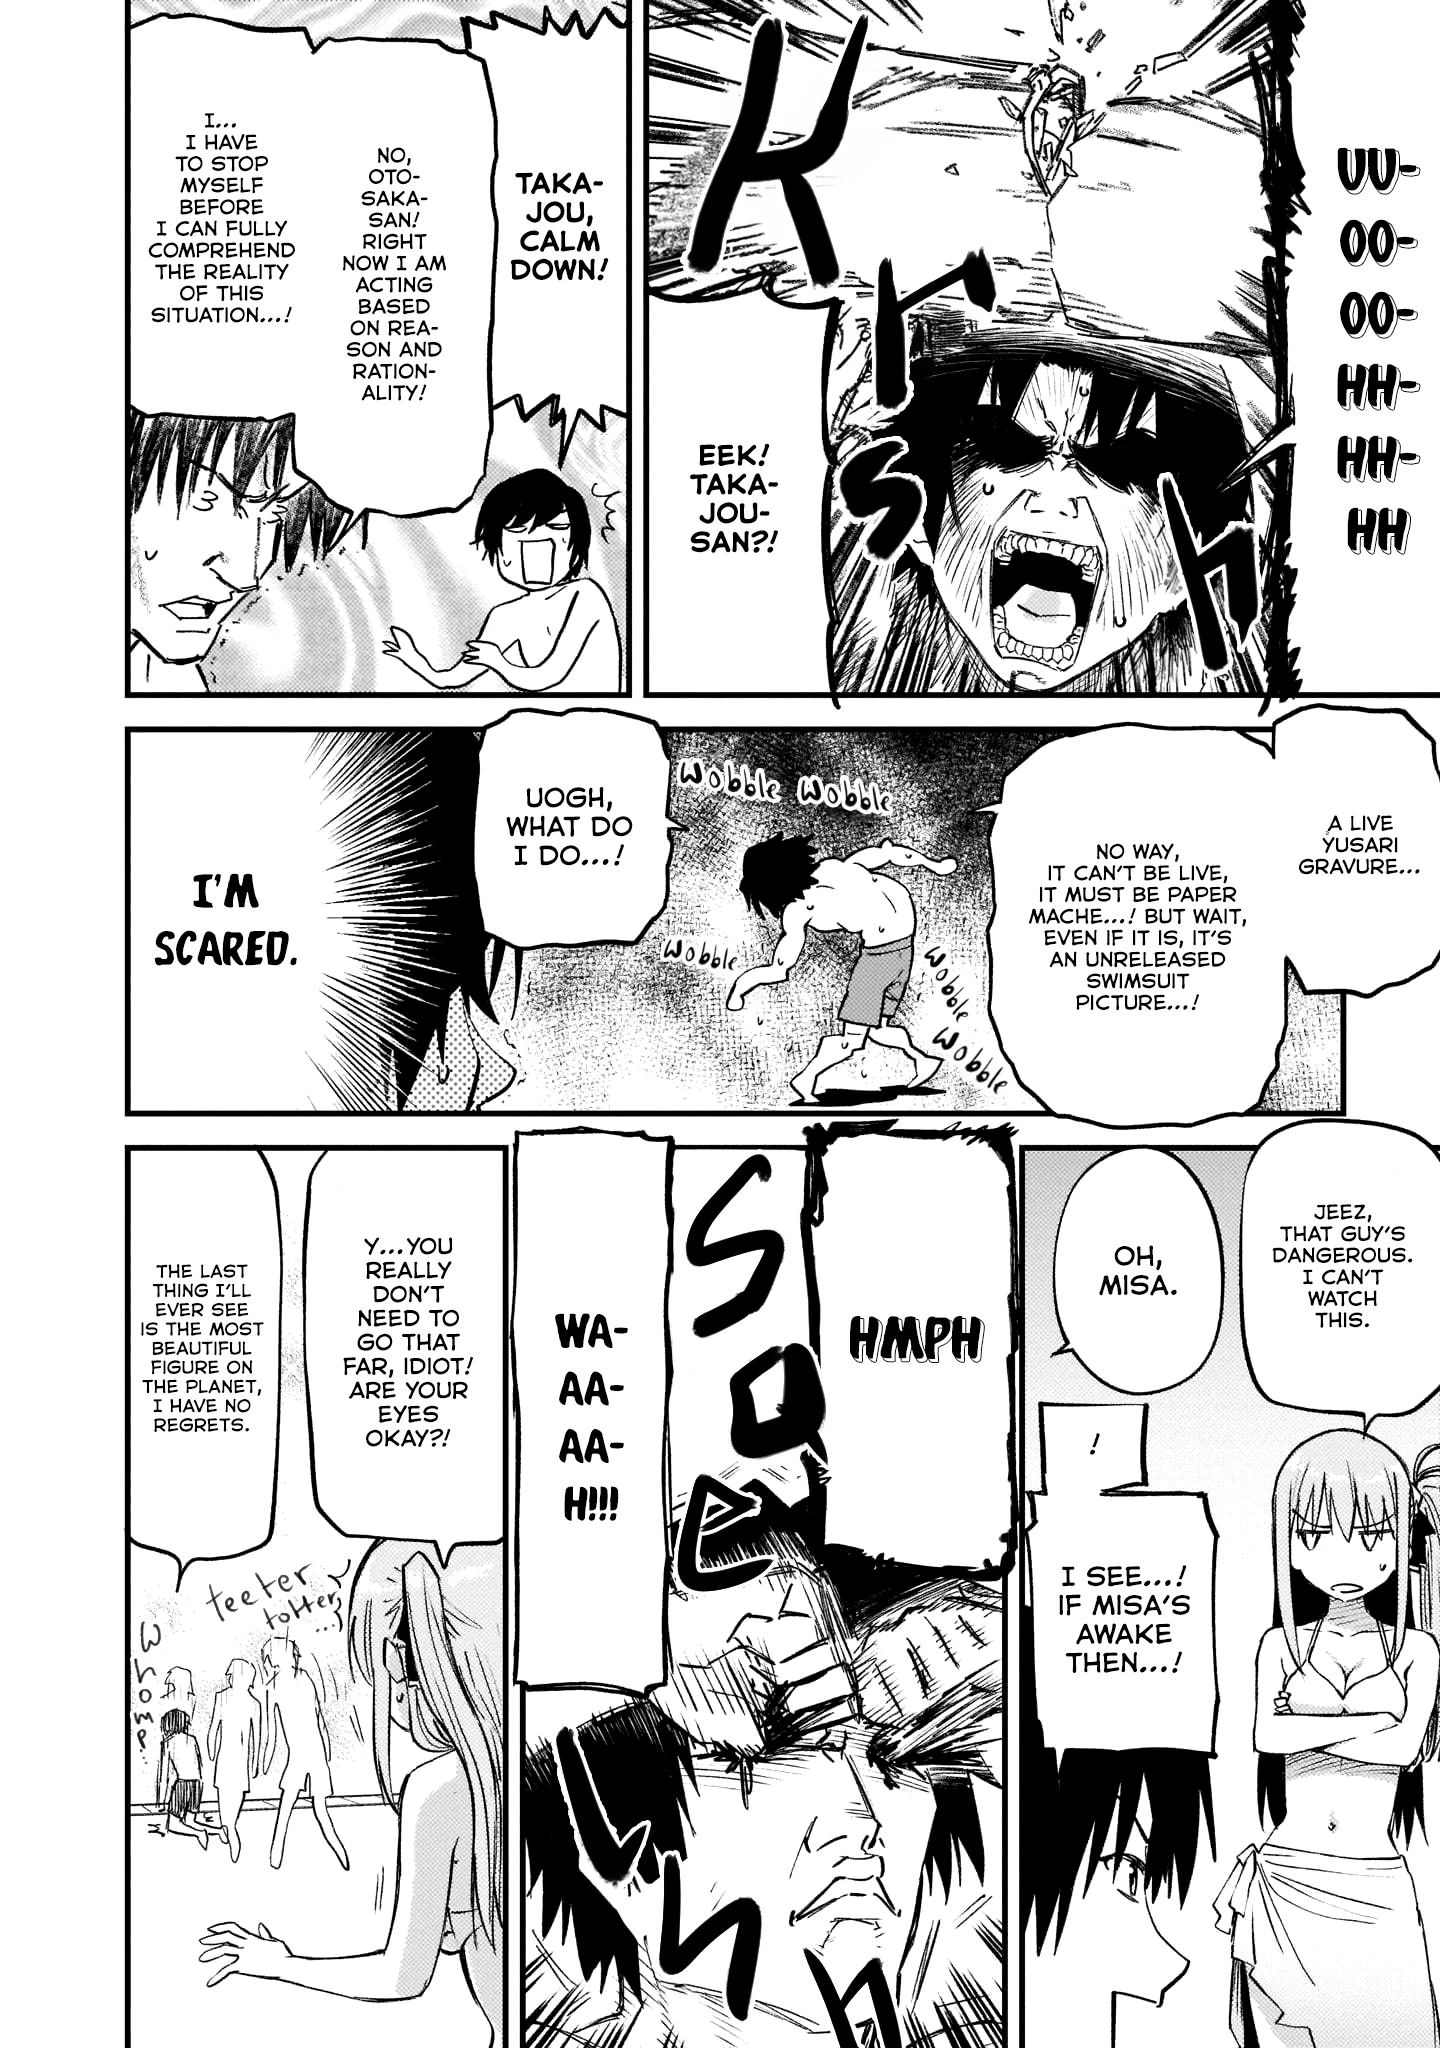 UU-
OO-
OO-
HH-
HH-
HH
Krssh
EEK!
TAKA-
JOU-
SAN?!
TAKA-
JOU,
CALM
DOWN!
NO,
OTO-
SAKA-
SAN!
RIGHT
NOW I AM
ACTING
BASED
ON REA-
SON AND
RATION-
ALITY!
I...
I HAVE
TO STOP
MYSELF
BEFORE
I CAN FULLY
COMPREHEND
THE REALITY
OF THIS
SITUATION...!
A LIVE
YUSARI
GRAVURE...
NO WAY,
IT CAN'T BE LIVE,
IT MUST BE PAPER
MACHE...! BUT WAIT,
EVEN IF IT IS, IT'S
AN UNRELEASED
SWIMSUIT
PICTURE...!
Wobble Wobble
Wobble
Wobble
Wobble
UOGH,
WHAT DO
I DO...!
I'M
SCARED.
JEEZ,
THAT GUY'S
DANGEROUS.
I CAN'T
WATCH
THIS.
OH,
MISA.
!
I SEE...!
IF MISA'S
AWAKE
THEN...!
HMPH
SQelsh
WA-
AA-
AA-
H!!!
Y...YOU
REALLY
DON'T
NEED TO
GO THAT
FAR, IDIOT!
ARE YOUR
EYES
OKAY?!
THE LAST
THING I'LL
EVER SEE
IS THE MOST
BEAUTIFUL
FIGURE ON
THE PLANET,
I HAVE NO
REGRETS.
teeter
totter
...
Wromp
...